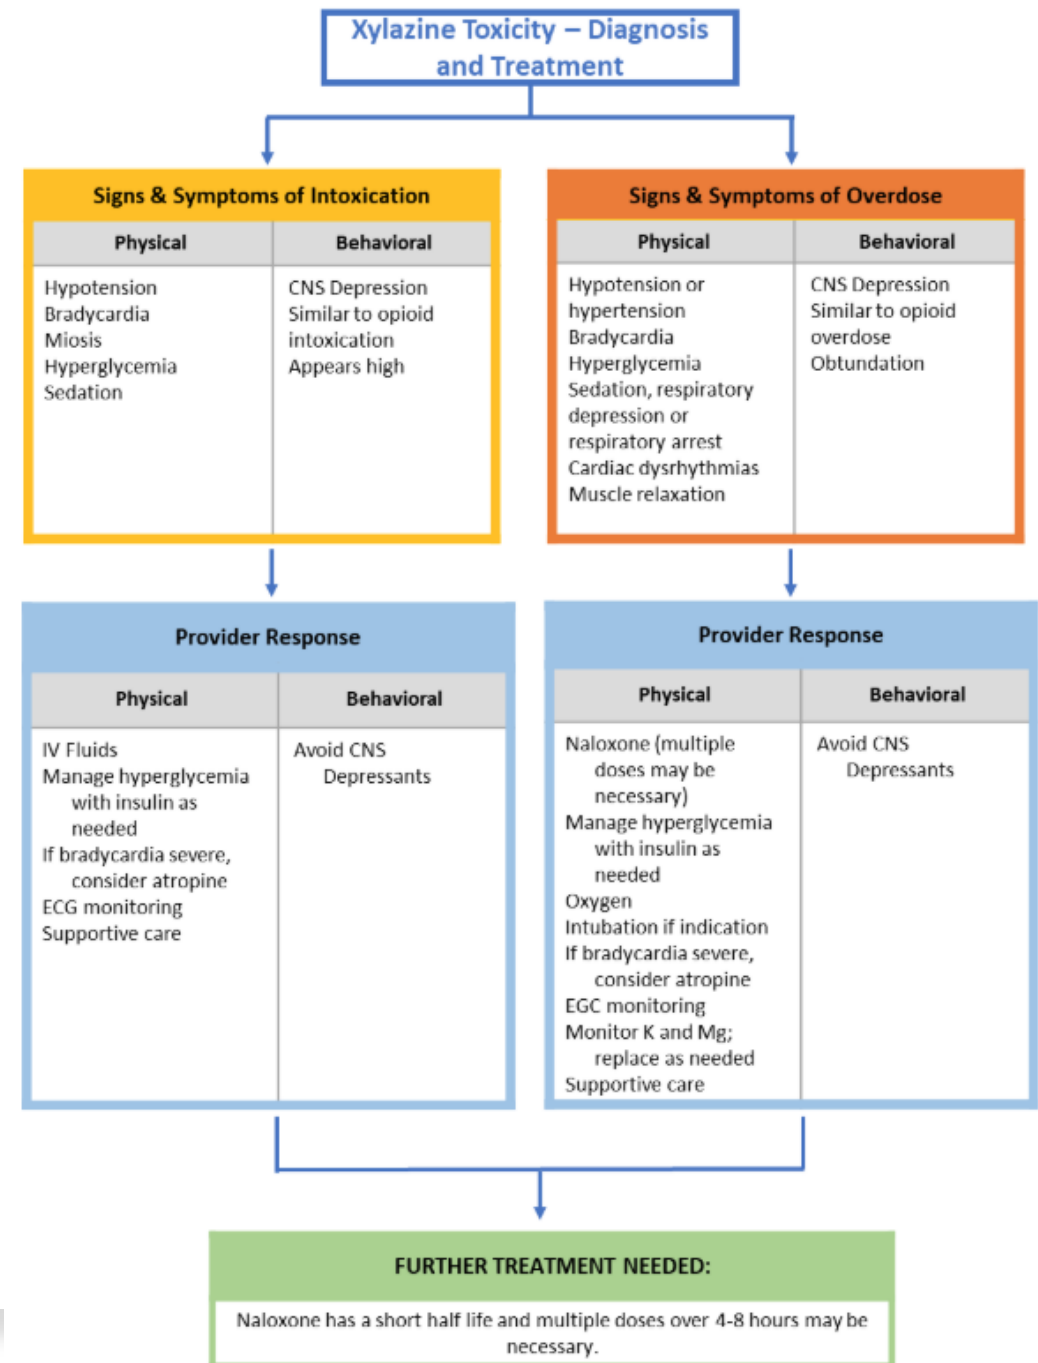 Xylazine Toxicity – Diagnosis
and Treatment
Signs & Symptoms of Intoxication
Physical
Behavioral
Hypotension
Bradycardia
Miosis
Hyperglycemia
Sedation
CNS Depression
Similar to opioid
intoxication
Appears high
Signs & Symptoms of Overdose
Physical
Behavioral
Hypotension or
hypertension
Bradycardia
Hyperglycemia
Sedation, respiratory
depression or
respiratory arrest
Cardiac dysrhythmias
Muscle relaxation
CNS Depression
Similar to opioid
overdose
Obtundation
Provider Response
Physical
Behavioral
IV Fluids
Manage hyperglycemia
with insulin as
needed
If bradycardia severe,
consider atropine
ECG monitoring
Supportive care
Avoid CNS
Depressants
Provider Response
Physical
Behavioral
Naloxone (multiple
doses may be
necessary)
Manage hyperglycemia
with insulin as
needed
Oxygen
Intubation if indication
If bradycardia severe,
consider atropine
EGC monitoring
Monitor K and Mg;
replace as needed
Supportive care
Avoid CNS
Depressants
FURTHER TREATMENT NEEDED:
Naloxone has a short half life and multiple doses over 4-8 hours may be
necessary.